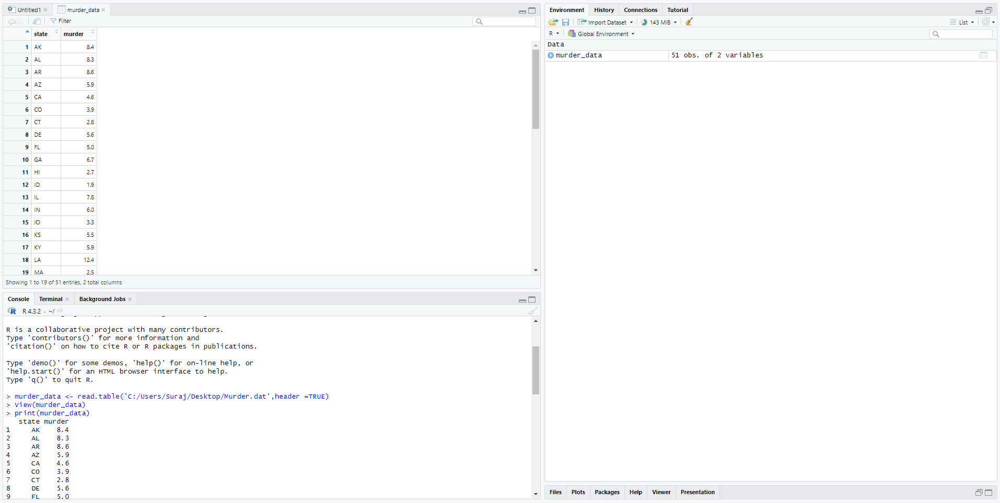 Untitled1 murder_data
Filter
state murder
1 AK 8.4
2 AL 8.3
3 AR 8.6
4 AZ 5.9
5 CA 4.6
6 CO 3.9
7 CT 2.8
8 DE 5.6
9 FL 5.0
10 GA 6.7
11 HI 2.7
12 ID 1.9
13 IL 7.8
14 IN 6.0
15 IO 3.3
16 KS 5.5
17 KY 5.9
18 LA 12.4
19 MA 2.5
Showing 1 to 19 of 51 entries, 2 total columns
Console Terminal Background Jobs
R R 4.3.2 · ~/
R is a collaborative project with many contributors.
Type 'contributors()' for more information and
'citation()' on how to cite R or R packages in publications.
Type 'demo()' for some demos, 'help()' for on-line help, or
'help.start()' for an HTML browser interface to help.
Type 'q()' to quit R.
> murder_data <- read.table('C:/Users/Suraj/Desktop/Murder.dat',header =TRUE)
> View(murder_data)
> print(murder_data)
state murder
1 AK 8.4
2 AL 8.3
3 AR 8.6
4 AZ 5.9
5 CA 4.6
6 CO 3.9
7 CT 2.8
8 DE 5.6
9 FL 5.0
Environment History Connections Tutorial
Import Dataset 143 MiB List
R Global Environment
Data
murder_data 51 obs. of 2 variables
Files Plots Packages Help Viewer Presentation